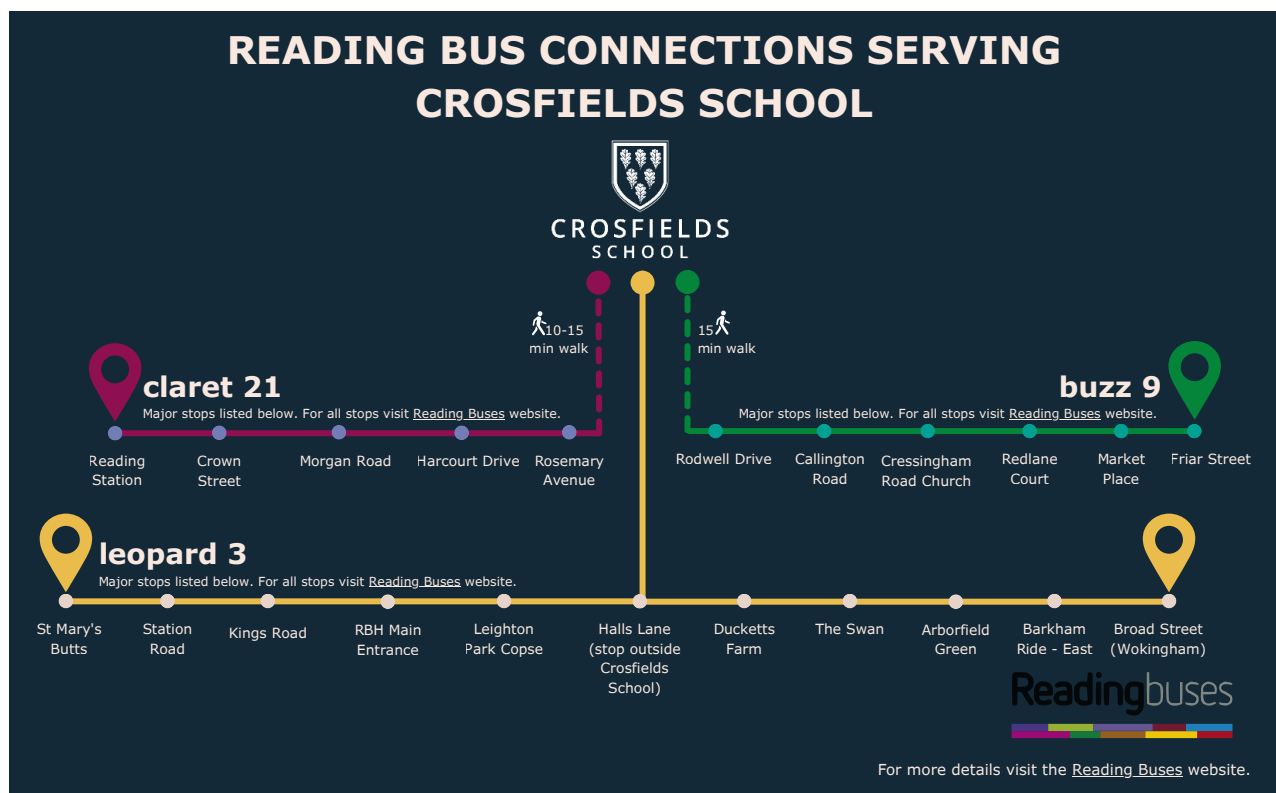 READING BUS CONNECTIONS SERVING
CROSFIELDS SCHOOL
CROSFIELDS
SCHOOL
10-15
min walk
15
min walk
claret 21
Major stops listed below. For all stops visit Reading Buses website.
Reading
Station
Crown
Street
Morgan Road
Harcourt Drive
Rosemary
Avenue
buzz 9
Major stops listed below. For all stops visit Reading Buses website.
Rodwell Drive
Callington
Road
Cressingham
Road Church
Redlane
Court
Market
Place
Friar Street
leopard 3
Major stops listed below. For all stops visit Reading Buses website.
St Mary's
Butts
Station
Road
Kings Road
RBH Main
Entrance
Leighton
Park Copse
Halls Lane
(stop outside
Crosfields
School)
Ducketts
Farm
The Swan
Arborfield
Green
Barkham
Ride - East
Broad Street
(Wokingham)
Readingbuses
For more details visit the Reading Buses website.